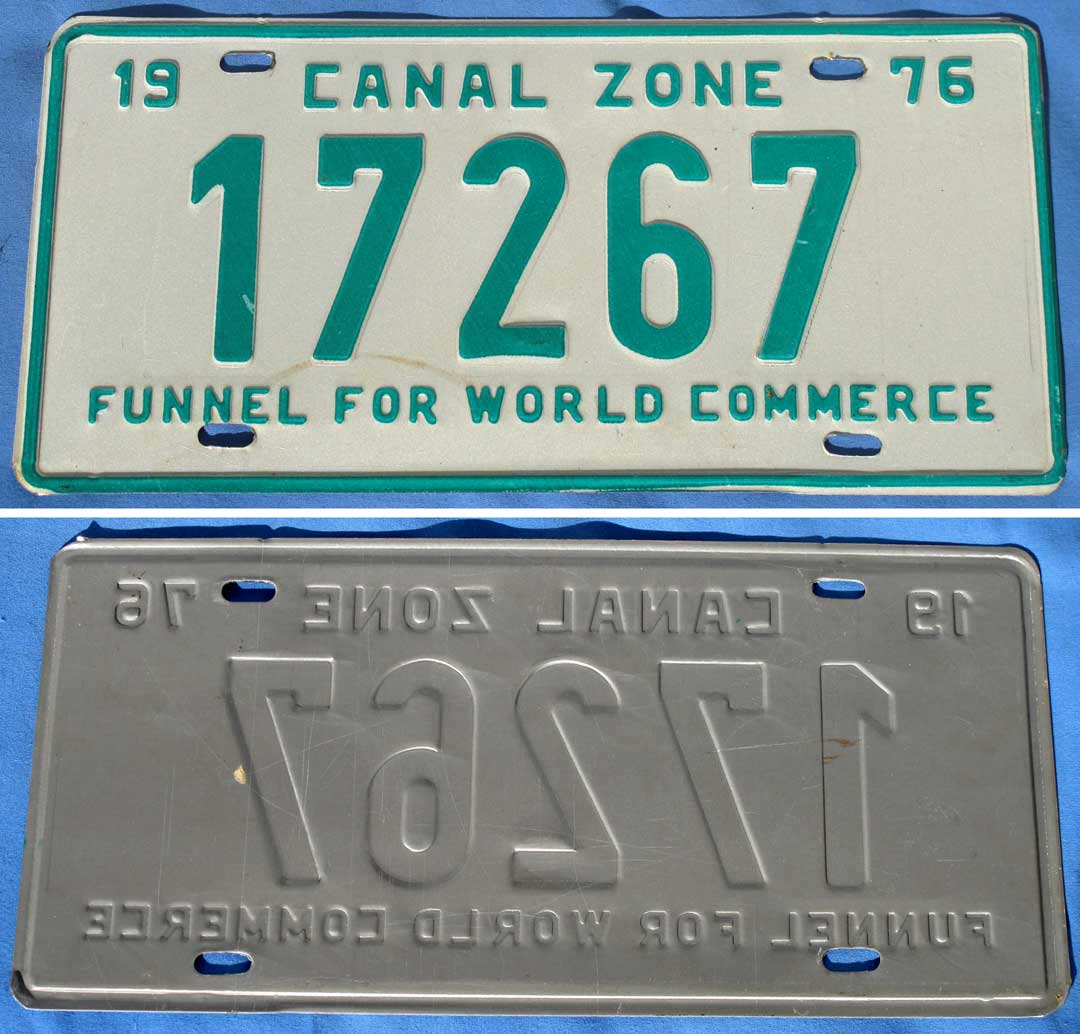 19 CANAL ZONE 76
17267
FUNNEL FOR WORLD COMMERCE
19 CANAL ZONE 76
17267
FUNNEL FOR WORLD COMMERCE